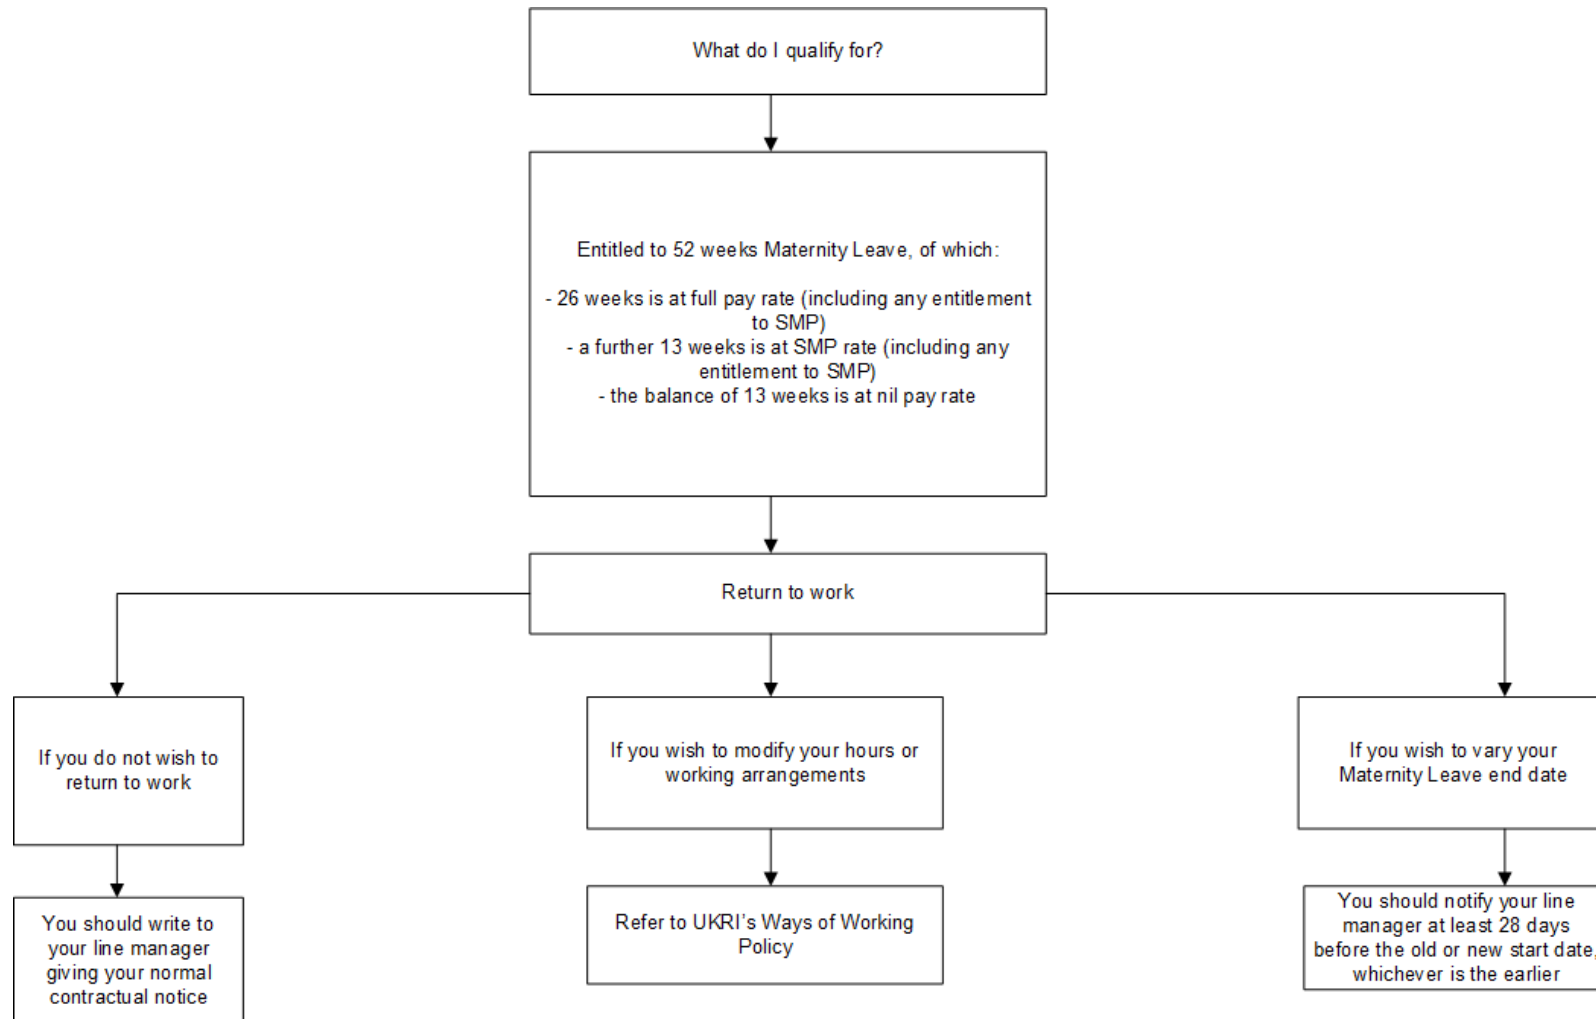 What do I qualify for?
Entitled to 52 weeks Maternity Leave, of which:
- 26 weeks is at full pay rate (including any entitlement
to SMP)
- a further 13 weeks is at SMP rate (including any
entitlement to SMP)
- the balance of 13 weeks is at nil pay rate
Return to work
If you do not wish to
return to work
If you wish to modify your hours or
working arrangements
If you wish to vary your
Maternity Leave end date
You should write to
your line manager
giving your normal
contractual notice
Refer to UKRI's Ways of Working
Policy
You should notify your line
manager at least 28 days
before the old or new start date,
whichever is the earlier